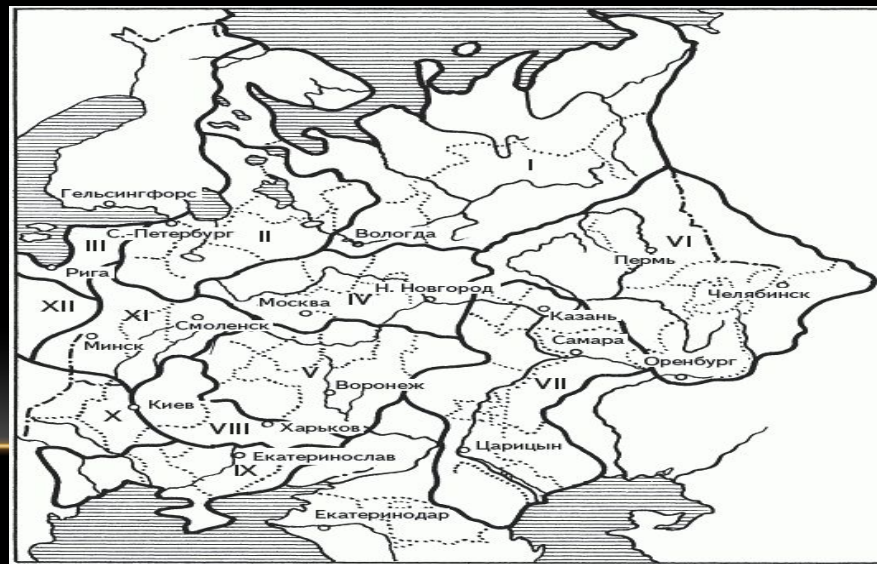 Гельсингфорс
С.-Петербург
III
II
I
Вологда
Рига
VI
Пермь
XII
Москва
IV
Н. Новгород
Челябинск
XI
Смоленск
Казань
Минск
Самара
Оренбург
V
Воронеж
VII
X
Киев
VIII
Харьков
Царицын
Екатеринослав
IX
Екатеринодар